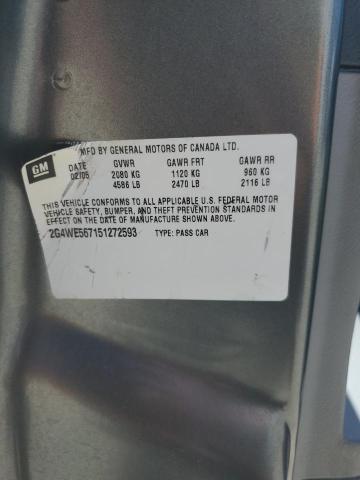 MFD BY GENERAL MOTORS OF CANADA LTD.
GM
DATE GVWR GAWR FRT GAWR RR
02/05 2080 KG 1120 KG 960 KG
4586 LB 2470 LB 2116 LB
THIS VEHICLE CONFORMS TO ALL APPLICABLE U.S. FEDERAL MOTOR
VEHICLE SAFETY, BUMPER, AND THEFT PREVENTION STANDARDS IN
EFFECT ON THE DATE OF MANUFACTURE SHOWN ABOVE.
2G4WE567151272593 TYPE: PASS CAR